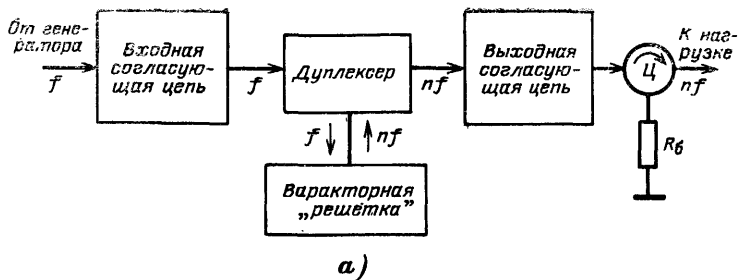 От гене-
ратора
f
Входная
согласую-
щая цепь
f
Дуплексер
nf
Выходная
согласую-
щая цепь
Ц
К наг-
рузке
nf
f
nf
Rб
Варакторная
„решётка"
а)